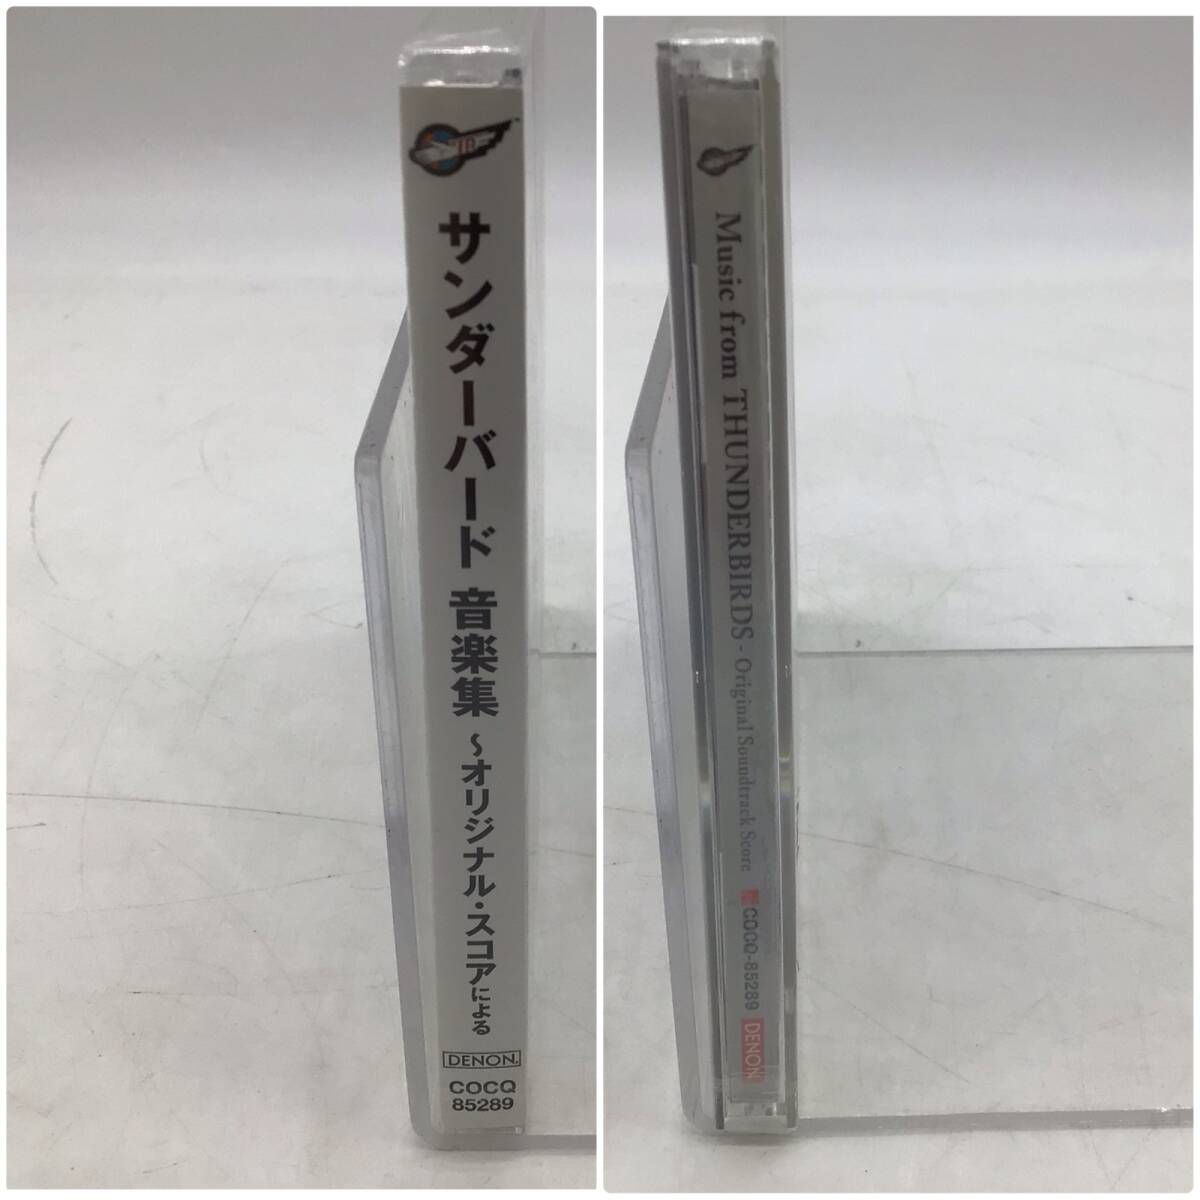 IR
サンダーバード 音楽集 ~オリジナル・スコアによる
DENON
COCQ
85289
Music from THUNDERBIRDS - Original Soundtrack Score COCQ-85289 DENON